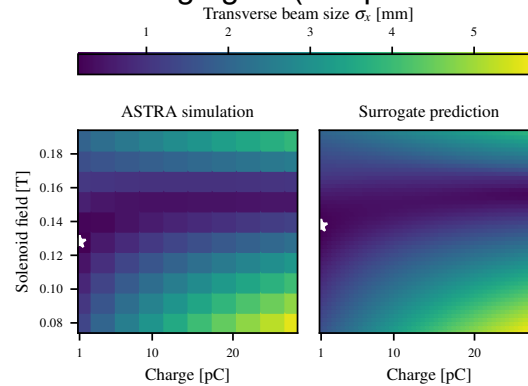 Transverse beam size σx [mm]
1 2 3 4 5
ASTRA simulation Surrogate prediction
Solenoid field [T]
0.18
0.16
0.14
0.12
0.10
0.08
1 10 20 1 10 20
Charge [pC] Charge [pC]